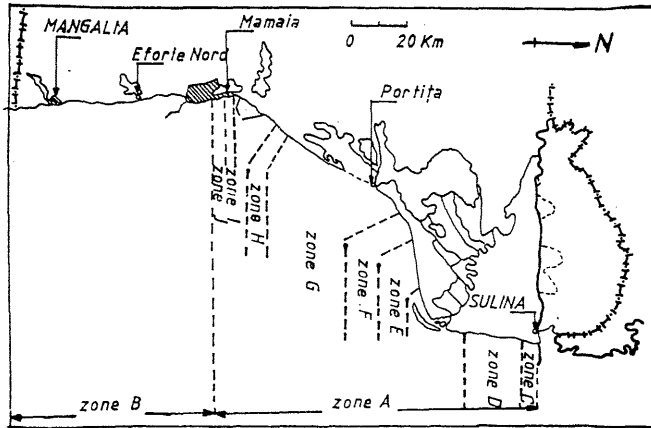 MANGALIA
Eforie Nord
Mamaia
0 20 Km
N
Portița
zone J
zone I
zone H
zone G
zone F
zone E
SULINA
zone D
zone C
zone B
zone A